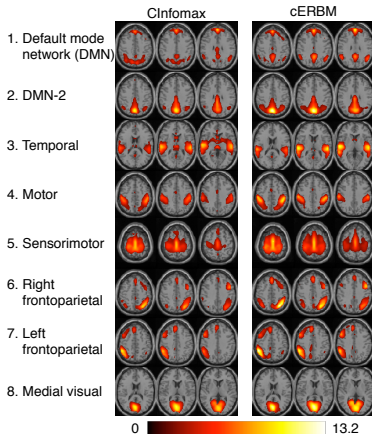 CInfomax cERBM
1. Default mode
network (DMN)
2. DMN-2
3. Temporal
4. Motor
5. Sensorimotor
6. Right
frontoparietal
7. Left
frontoparietal
8. Medial visual
0 13.2